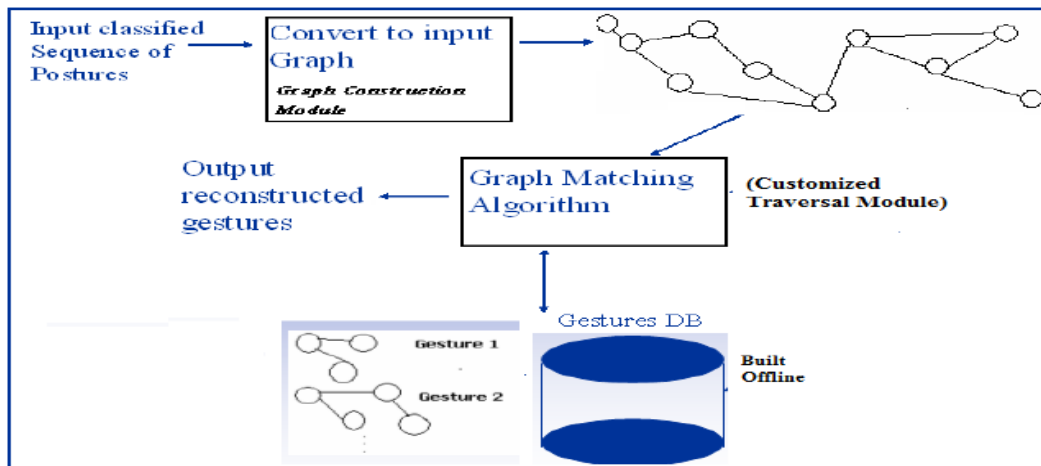 Input classified
Sequence of
Postures
Convert to input
Graph
Graph Construction
Module
Graph Matching
Algorithm
(Customized
Traversal Module)
Output
reconstructed
gestures
Gestures DB
Gesture 1
Gesture 2
Built
Offline